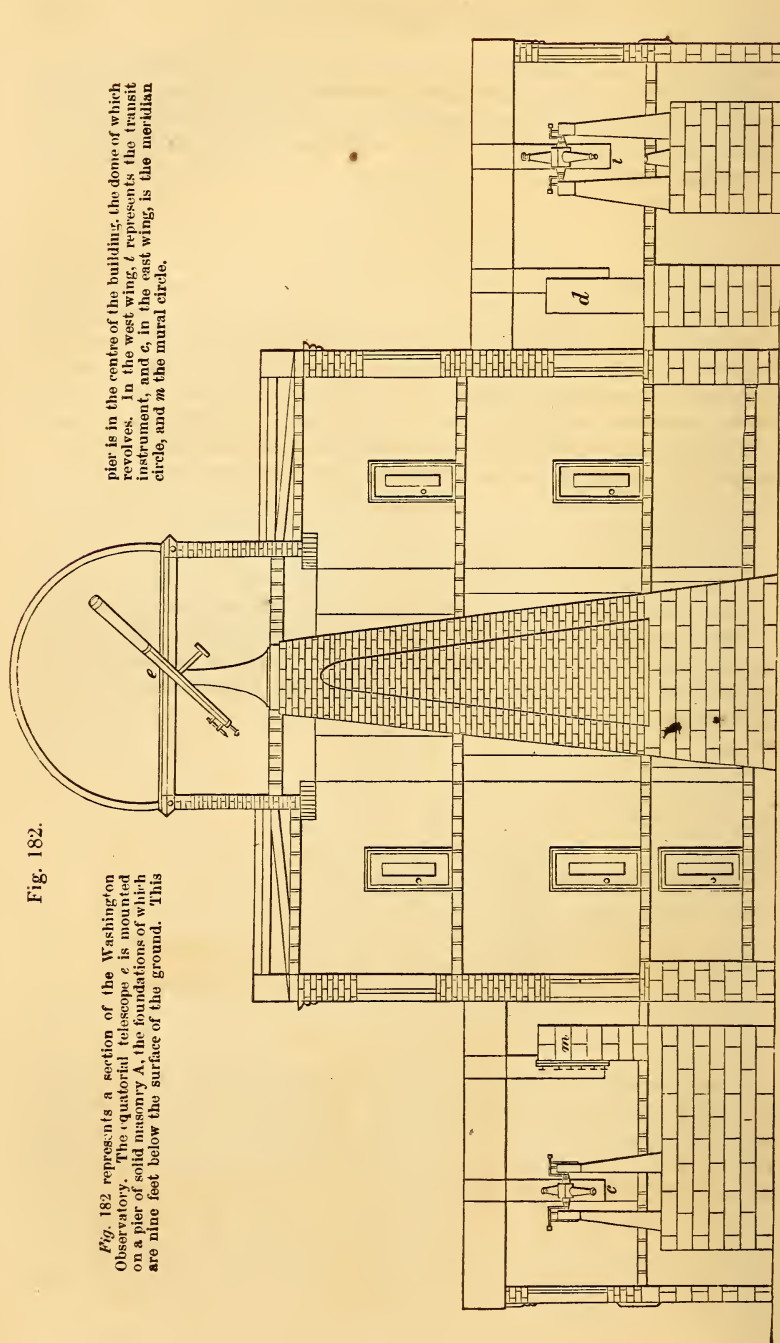 Fig. 182.
Fig. 182 represents a section of the Washington
Observatory. The equatorial telescope e is mounted
on a pier of solid masonry A, the foundations of which
are nine feet below the surface of the ground. This
pier is in the centre of the building, the dome of which
revolves. In the west wing, t represents the transit
instrument, and c, in the east wing, is the meridian
circle, and m the mural circle.
e
m
c
d
t